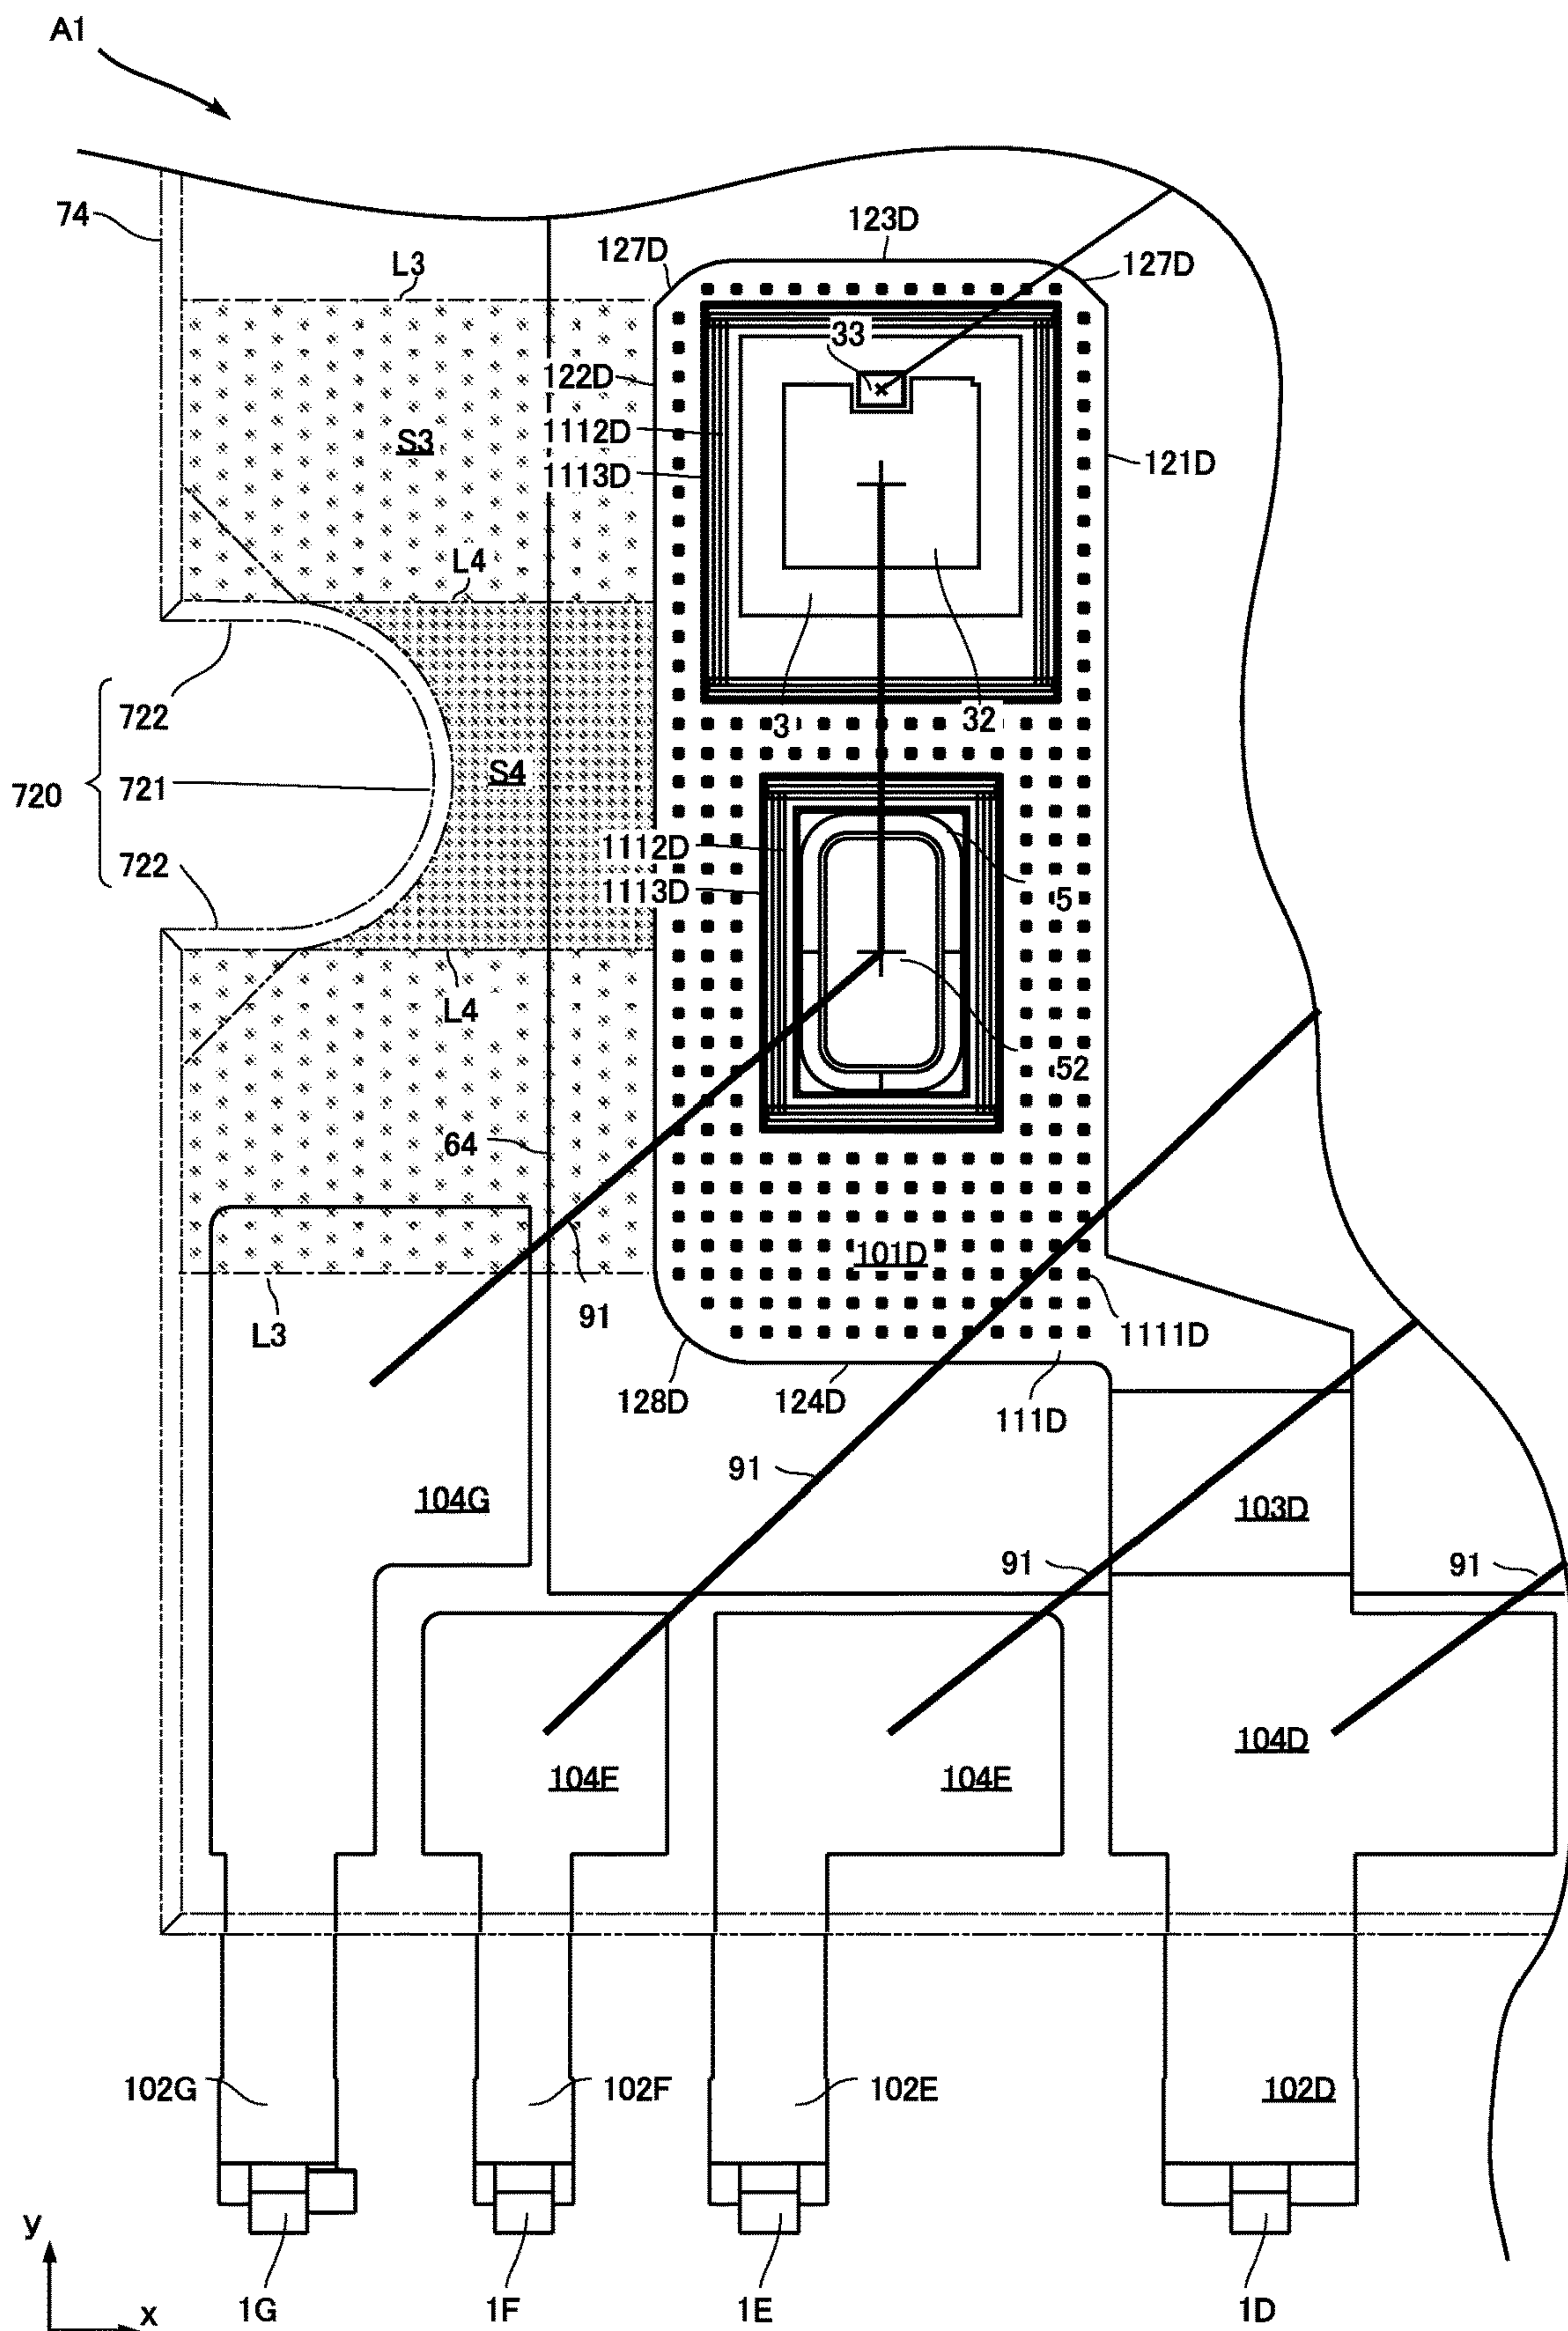 A1
74
L3
127D
123D
127D
33
122D
S3
1112D
1113D
121D
L4
722
3
32
720
721
S4
722
1112D
1113D
5
L4
52
64
101D
91
L3
1111D
128D
124D
111D
91
104G
103D
91
91
104D
104F
104E
102G
102F
102E
102D
y
x
1G
1F
1E
1D